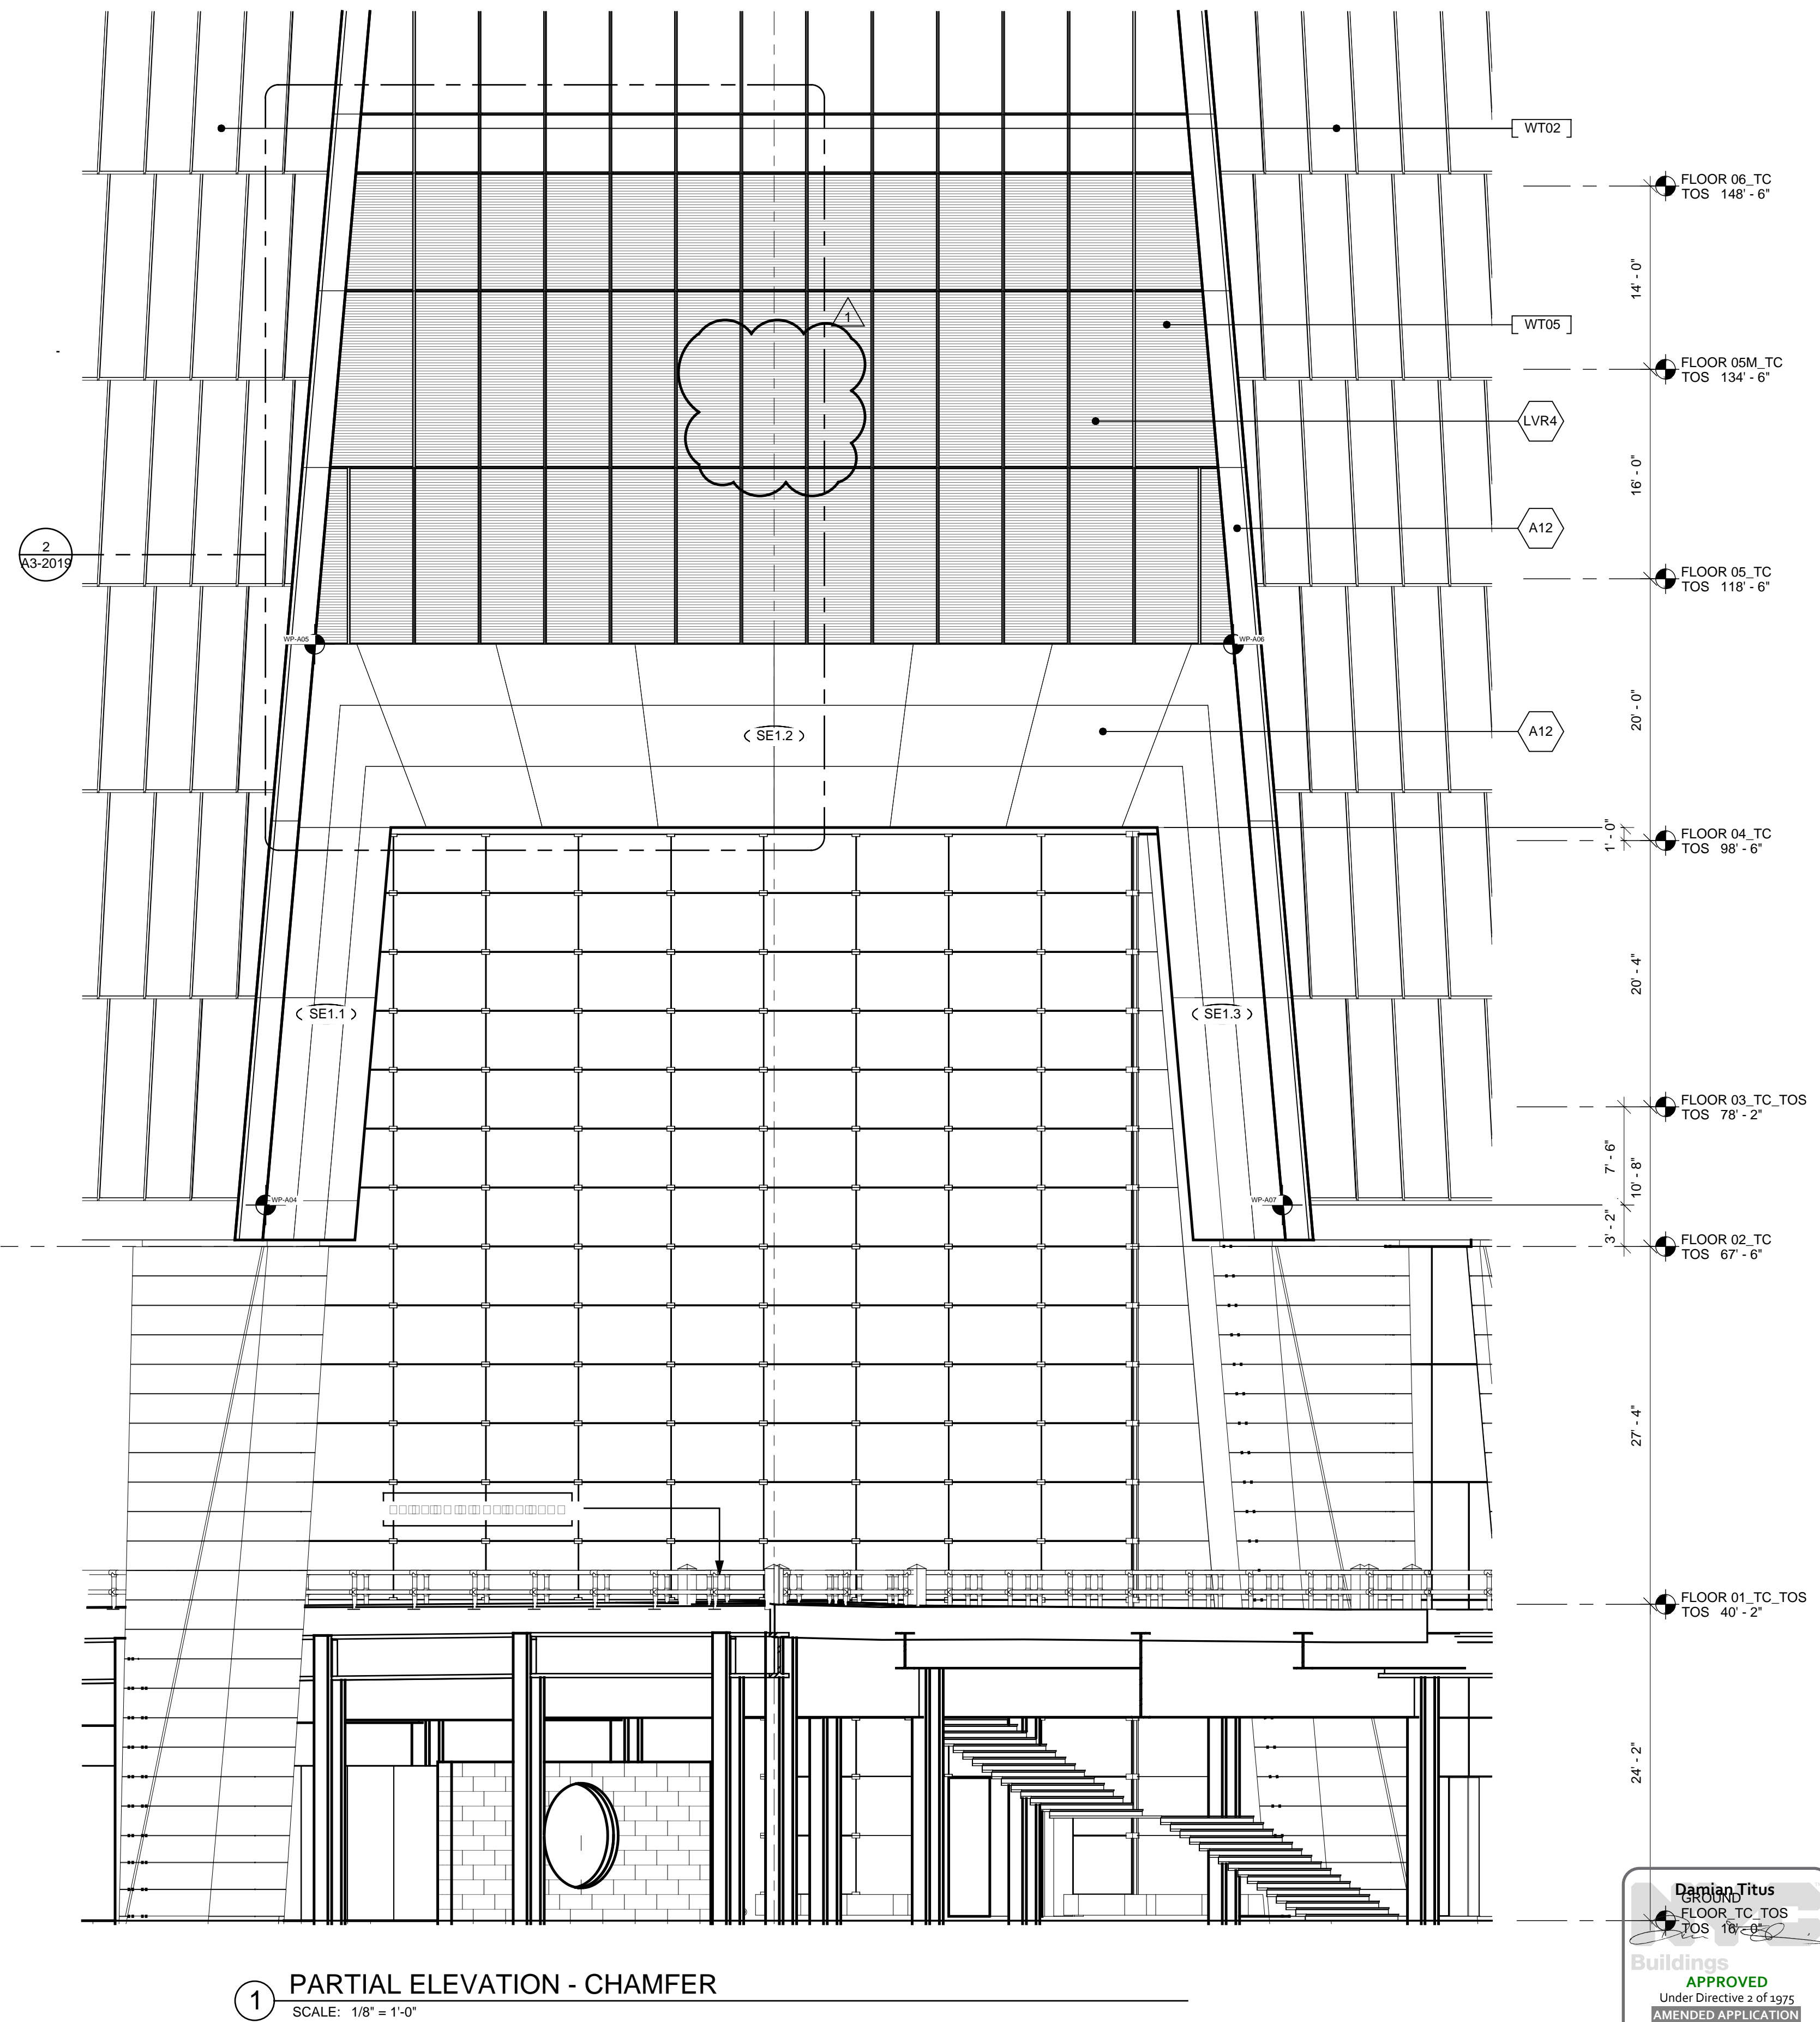 WT02
FLOOR 06_TC
TOS 148' - 6"
14' - 0"
1
WT05
FLOOR 05M_TC
TOS 134' - 6"
LVR4
16' - 0"
A12
2
A3-2019
FLOOR 05_TC
TOS 118' - 6"
WP-A05
WP-A06
20' - 0"
SE1.2
A12
1' - 0"
FLOOR 04_TC
TOS 98' - 6"
20' - 4"
SE1.1
SE1.3
FLOOR 03_TC_TOS
TOS 78' - 2"
7' - 6"
10' - 8"
WP-A04
WP-A07
3' - 2"
FLOOR 02_TC
TOS 67' - 6"
27' - 4"
FLOOR 01_TC_TOS
TOS 40' - 2"
24' - 2"
Damian Titus
GROUND
FLOOR_TC_TOS
TOS 16' - 0"
NYC
Buildings
APPROVED
Under Directive 2 of 1975
AMENDED APPLICATION
1
PARTIAL ELEVATION - CHAMFER
SCALE: 1/8" = 1'-0"